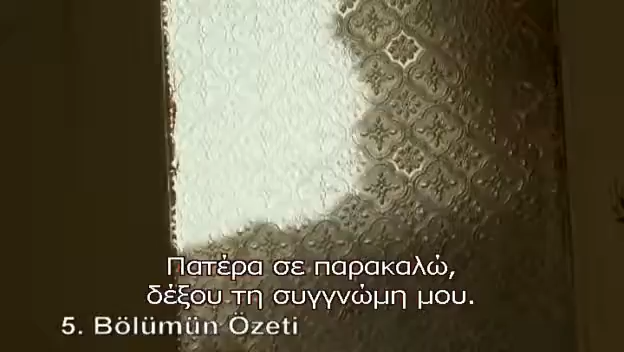 Πατέρα σε παρακαλώ,
δέξου τη συγγνώμη μου.
5. Bölümün Özeti